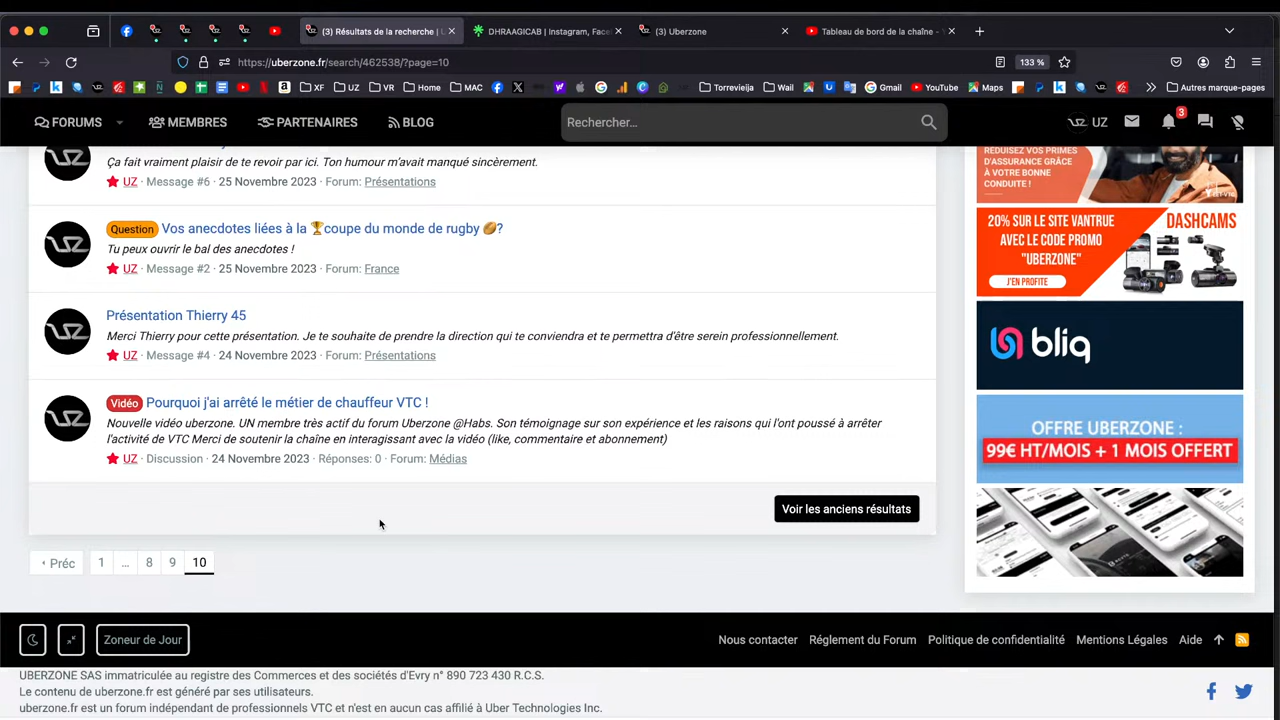 (3) Résultats de la recherche | U
DHRAAGICAB | Instagram, Face
(3) Uberzone
Tableau de bord de la chaîne -
https://uberzone.fr/search/462538/?page=10
133 %
XF
UZ
VR
Home
MAC
Torrevieja
Wail
Gmail
YouTube
Maps
Autres marque-pages
FORUMS
MEMBRES
PARTENAIRES
BLOG
Rechercher...
UZ
3
Ça fait vraiment plaisir de te revoir par ici. Ton humour m'avait manqué sincèrement.
UZ · Message #6 · 25 Novembre 2023 · Forum: Présentations
Question Vos anecdotes liées à la 🏆coupe du monde de rugby 🏉?
Tu peux ouvrir le bal des anecdotes !
UZ · Message #2 · 25 Novembre 2023 · Forum: France
Présentation Thierry 45
Merci Thierry pour cette présentation. Je te souhaite de prendre la direction qui te conviendra et te permettra d'être serein professionnellement.
UZ · Message #4 · 24 Novembre 2023 · Forum: Présentations
Vidéo Pourquoi j'ai arrêté le métier de chauffeur VTC !
Nouvelle vidéo uberzone. UN membre très actif du forum Uberzone @Habs. Son témoignage sur son expérience et les raisons qui l'ont poussé à arrêter
l'activité de VTC Merci de soutenir la chaîne en interagissant avec la vidéo (like, commentaire et abonnement)
UZ · Discussion · 24 Novembre 2023 · Réponses: 0 · Forum: Médias
Voir les anciens résultats
Préc
1
...
8
9
10
RÉDUISEZ VOS PRIMES
D'ASSURANCE GRÂCE
À VOTRE BONNE
CONDUITE !
20% SUR LE SITE VANTRUE
AVEC LE CODE PROMO
"UBERZONE"
J'EN PROFITE
DASHCAMS
bliq
OFFRE UBERZONE :
99€ HT/MOIS + 1 MOIS OFFERT
Zoneur de Jour
Nous contacter
Réglement du Forum
Politique de confidentialité
Mentions Légales
Aide
UBERZONE SAS immatriculée au registre des Commerces et des sociétés d'Evry n° 890 723 430 R.C.S.
Le contenu de uberzone.fr est généré par ses utilisateurs.
uberzone.fr est un forum indépendant de professionnels VTC et n'est en aucun cas affilié à Uber Technologies Inc.